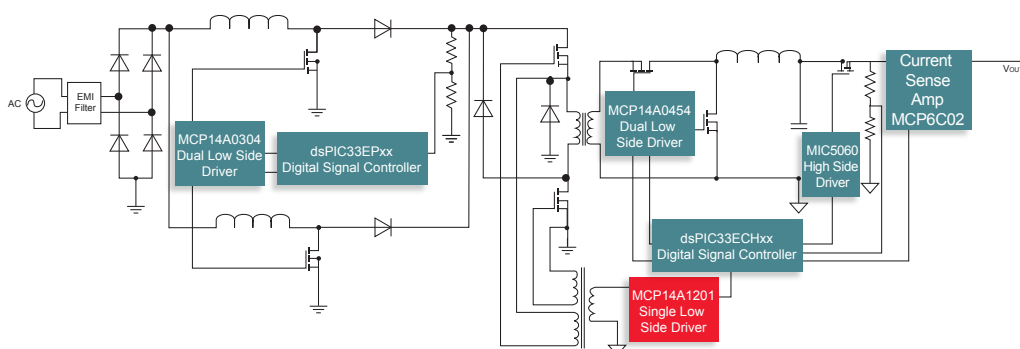 AC
EMI
Filter
MCP14A0304
Dual Low Side
Driver
dsPIC33EPxx
Digital Signal Controller
MCP14A0454
Dual Low
Side Driver
MIC5060
High Side
Driver
Current
Sense
Amp
MCP6C02
VOUT
dsPIC33ECHxx
Digital Signal Controller
MCP14A1201
Single Low
Side Driver